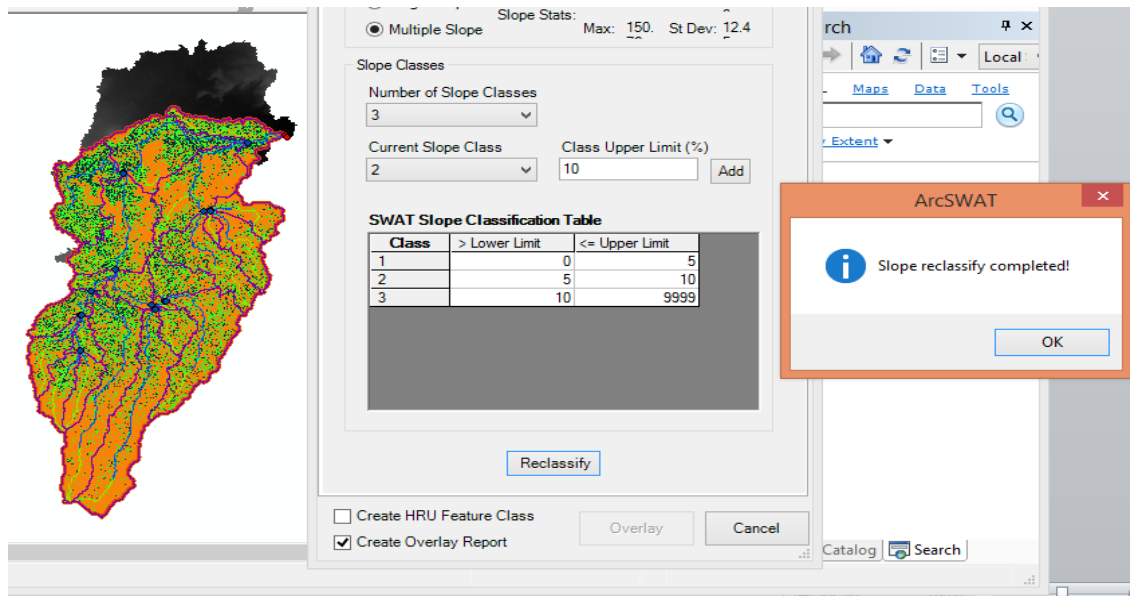 Slope Stats:
Multiple Slope
Max: 150. St Dev: 12.4
Slope Classes
Number of Slope Classes
3
Current Slope Class Class Upper Limit (%)
2 10 Add
SWAT Slope Classification Table
Class > Lower Limit <= Upper Limit
1 0 5
2 5 10
3 10 9999
Reclassify
Create HRU Feature Class
Create Overlay Report
Overlay Cancel
rch
Local
Maps Data Tools
Extent
ArcSWAT
Slope reclassify completed!
OK
Catalog Search